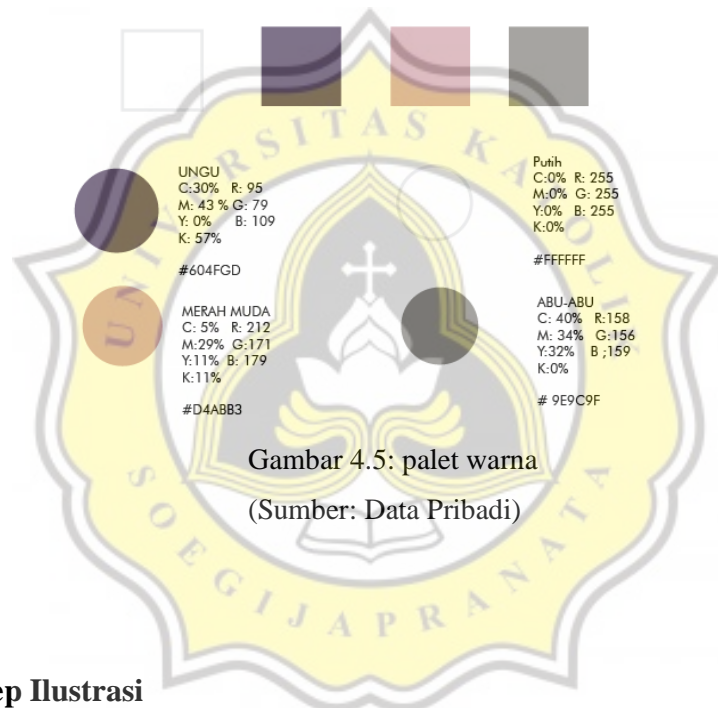 UNIVERSITAS KATOLIK
UNGU
C:30% R: 95
M: 43 % G: 79
Y: 0% B: 109
K: 57%
#604FGD
Putih
C:0% R: 255
M:0% G: 255
Y:0% B: 255
K:0%
#FFFFFF
MERAH MUDA
C: 5% R: 212
M:29% G:171
Y:11% B: 179
K:11%
#D4ABB3
ABU-ABU
C: 40% R:158
M: 34% G:156
Y:32% B ;159
K:0%
# 9E9C9F
Gambar 4.5: palet warna
(Sumber: Data Pribadi)
SOEGIJAPRANATA
ep Ilustrasi